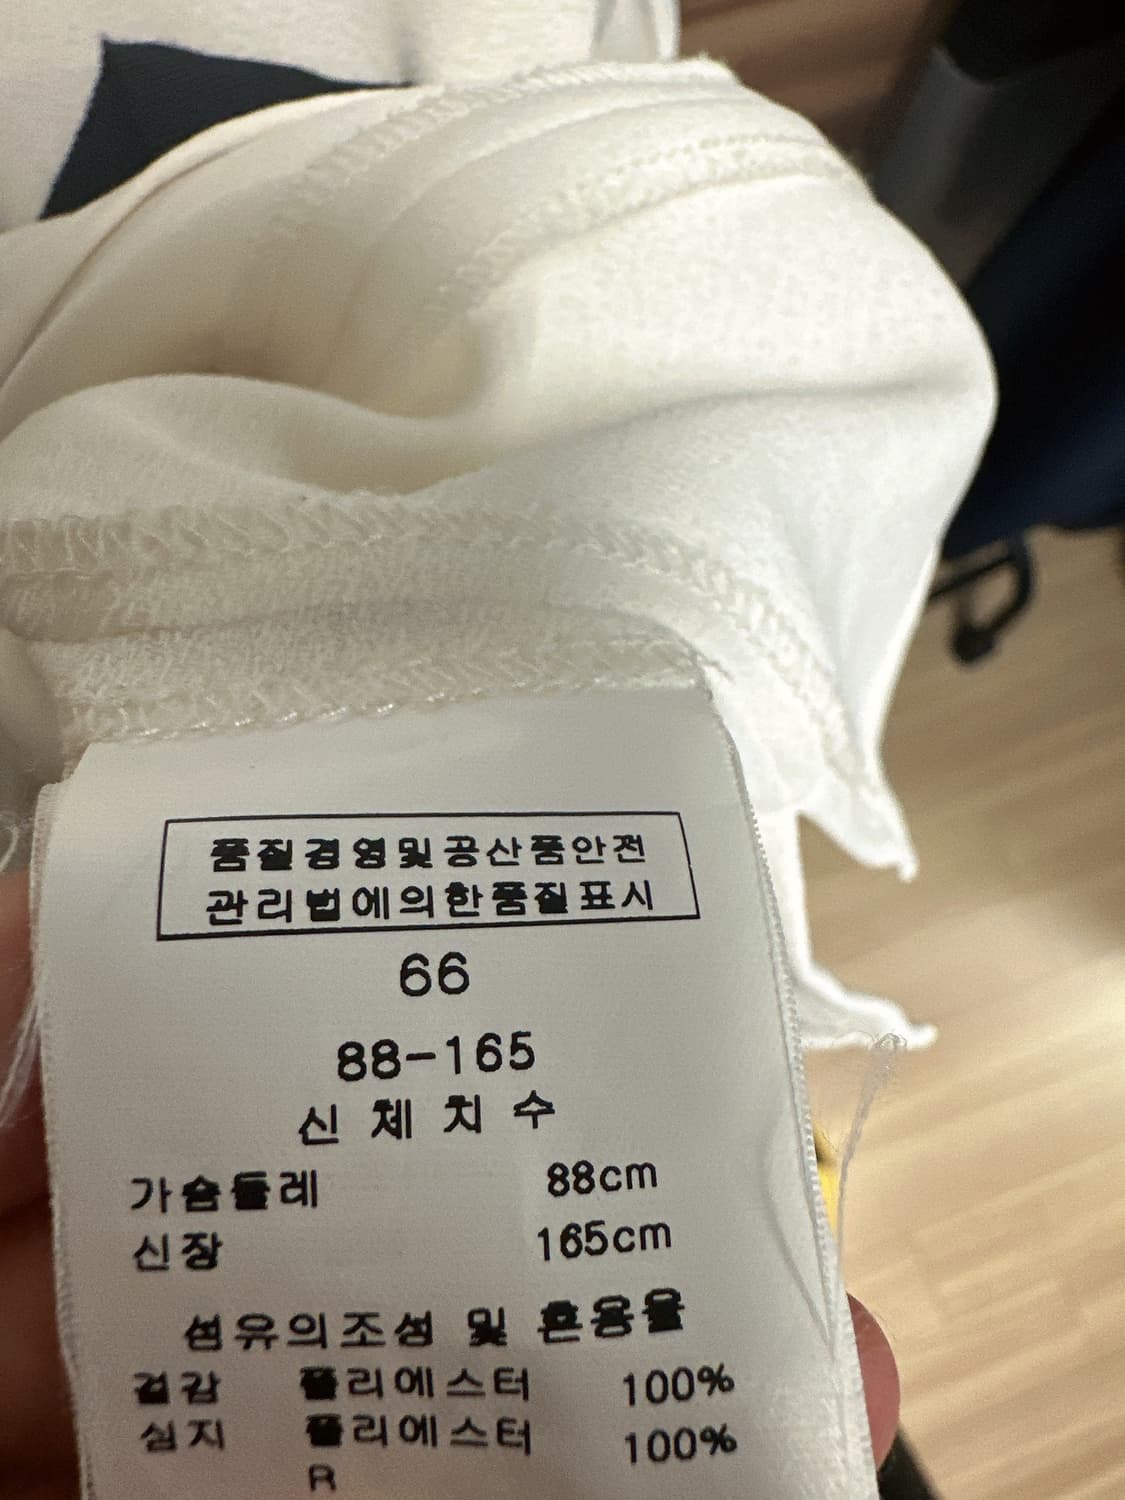 품질경영및공산품안전
관리법에의한품질표시
66
88-165
신체치수
가슴둘레 88cm
신장 165cm
섬유의조성 및 혼용율
겉감 폴리에스터 100%
심지 폴리에스터 100%
R